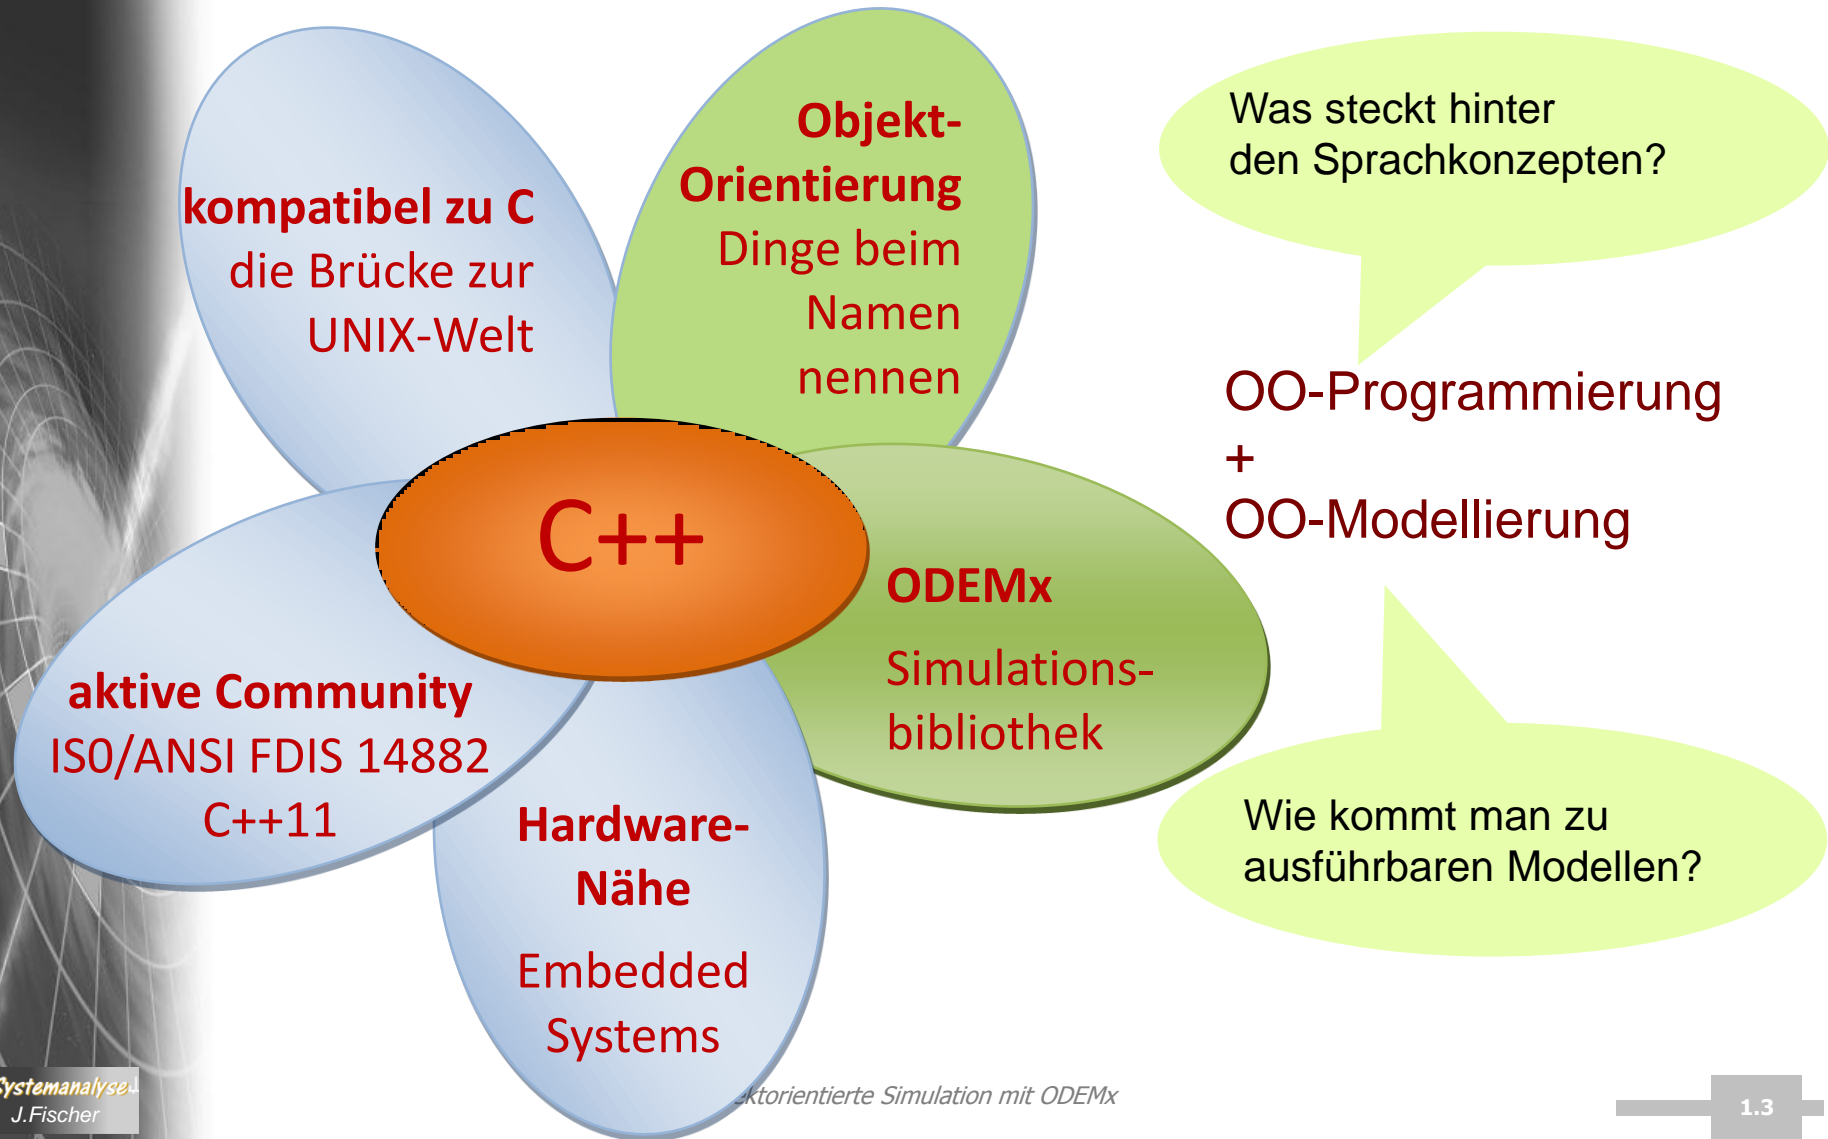 kompatibel zu C
die Brücke zur
UNIX-Welt
Objekt-
Orientierung
Dinge beim
Namen
nennen
C++
ODEMx
Simulations-
bibliothek
aktive Community
IS0/ANSI FDIS 14882
C++11
Hardware-
Nähe
Embedded
Systems
Was steckt hinter
den Sprachkonzepten?
OO-Programmierung
+
OO-Modellierung
Wie kommt man zu
ausführbaren Modellen?
Systemanalyse
J.Fischer
ektorientierte Simulation mit ODEMx
1.3